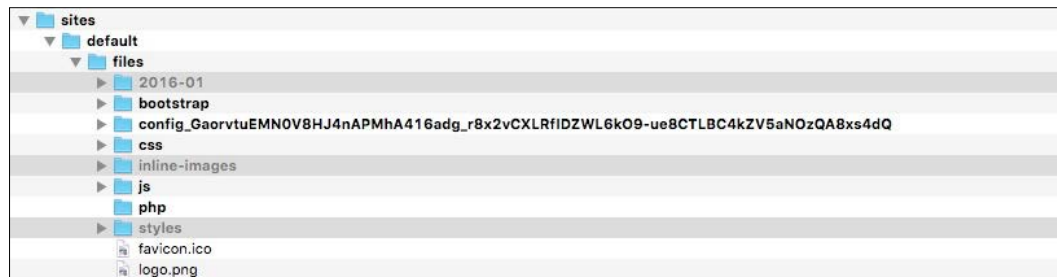 sites
default
files
2016-01
bootstrap
config_GaorvtuEMN0V8HJ4nAPMhA416adg_r8x2vCXLRfIDZWL6kO9-ue8CTLBC4kZV5aNOzQA8xs4dQ
css
inline-images
js
php
styles
favicon.ico
logo.png